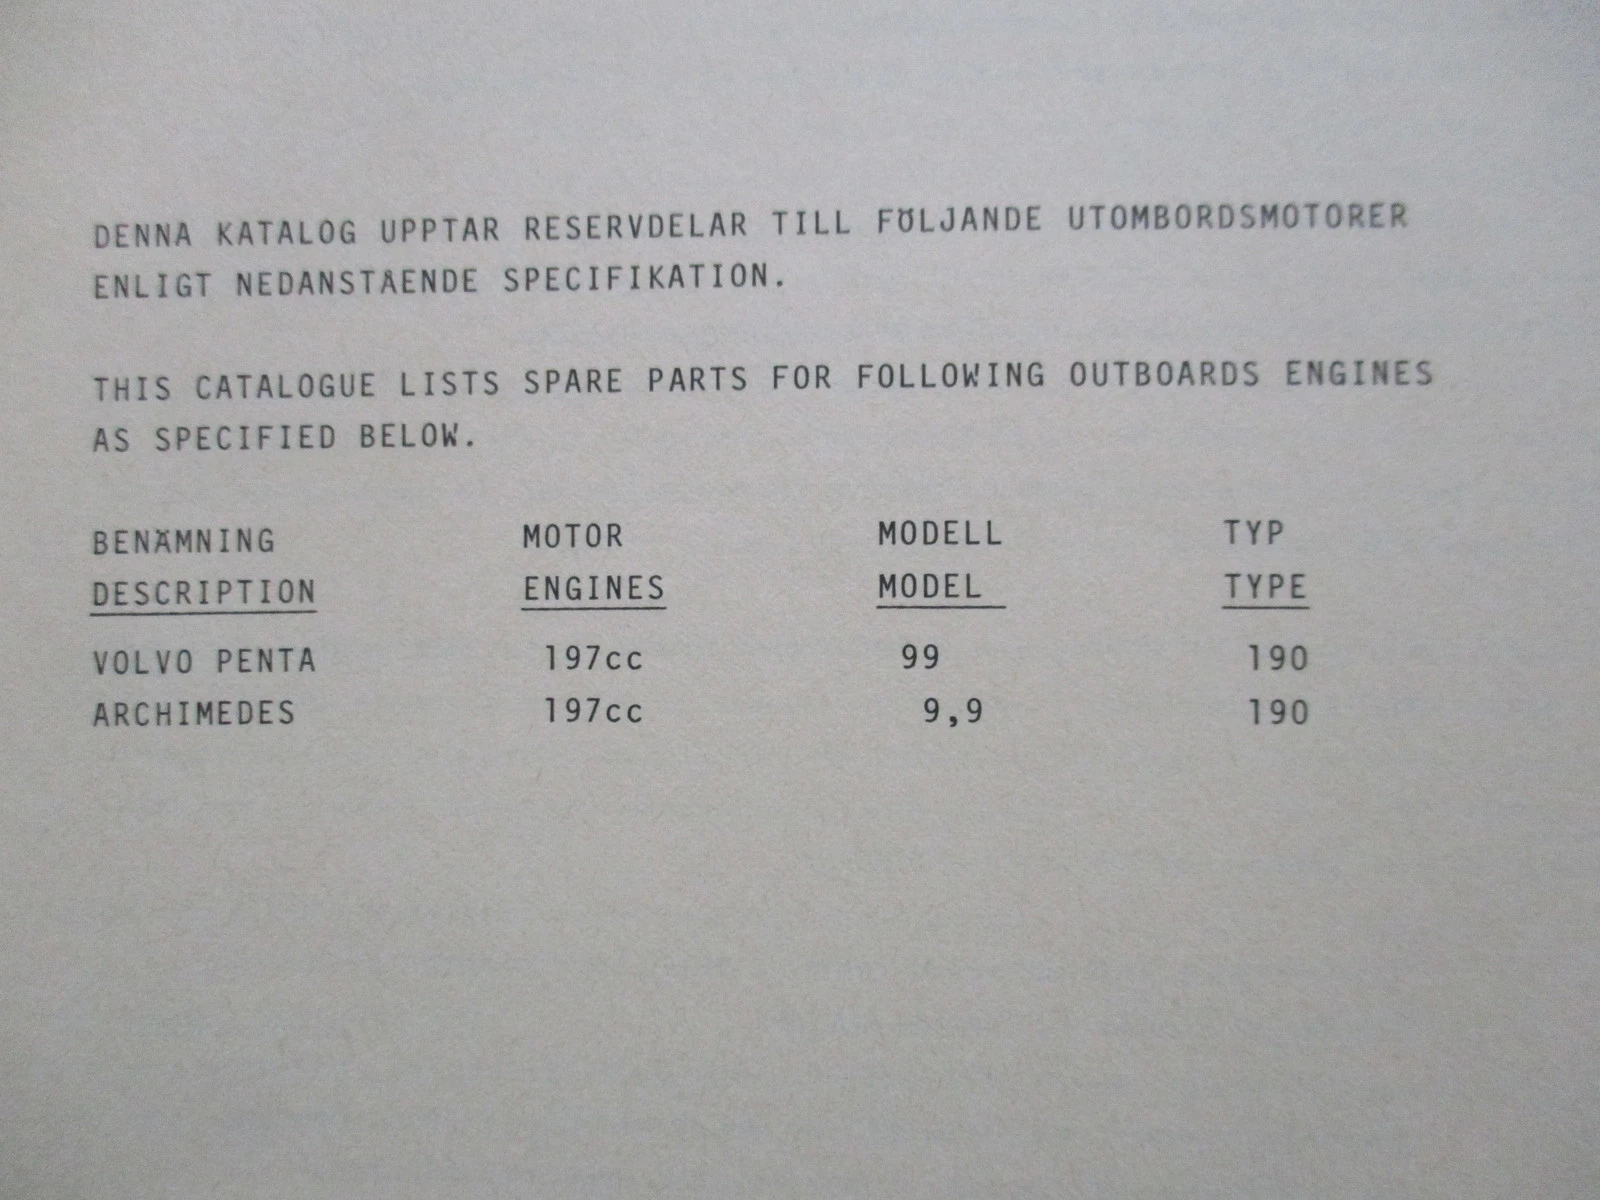 DENNA KATALOG UPPTAR RESERVDELAR TILL FÖLJANDE UTOMBORDSMOTORER
ENLIGT NEDANSTÅENDE SPECIFIKATION.
THIS CATALOGUE LISTS SPARE PARTS FOR FOLLOWING OUTBOARDS ENGINES
AS SPECIFIED BELOW.
BENÄMNING MOTOR MODELL TYP
DESCRIPTION ENGINES MODEL TYPE
VOLVO PENTA 197cc 99 190
ARCHIMEDES 197cc 9,9 190